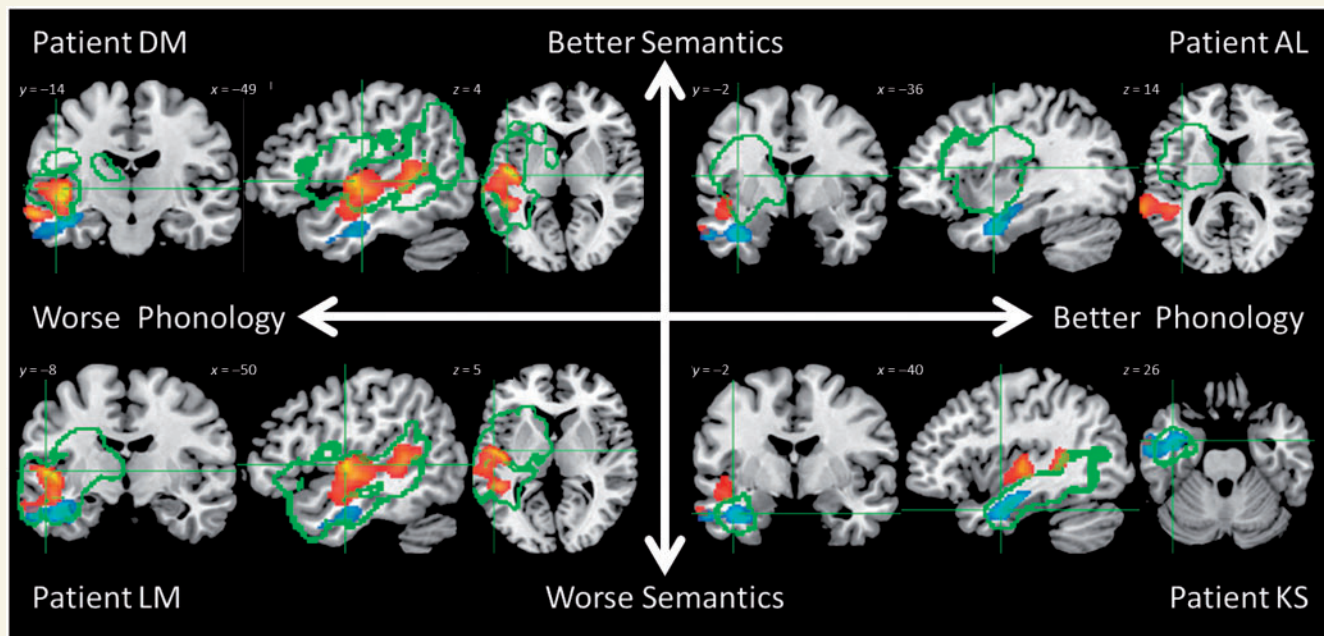 Patient DM
Better Semantics
Patient AL
y = −14
x = −49
z = 4
y = −2
x = −36
z = 14
Worse Phonology
Better Phonology
y = −8
x = −50
z = 5
y = −2
x = −40
z = 26
Patient LM
Worse Semantics
Patient KS